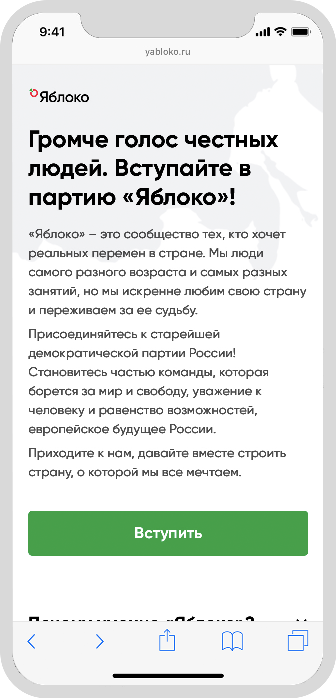 9:41
yabloko.ru
Яблоко
Громче голос честных
людей. Вступайте в
партию «Яблоко»!
«Яблоко» – это сообщество тех, кто хочет
реальных перемен в стране. Мы люди
самого разного возраста и самых разных
занятий, но мы искренне любим свою страну
и переживаем за ее судьбу.
Присоединяйтесь к старейшей
демократической партии России!
Становитесь частью команды, которая
борется за мир и свободу, уважение к
человеку и равенство возможностей,
европейское будущее России.
Приходите к нам, давайте вместе строить
страну, о которой мы все мечтаем.
Вступить